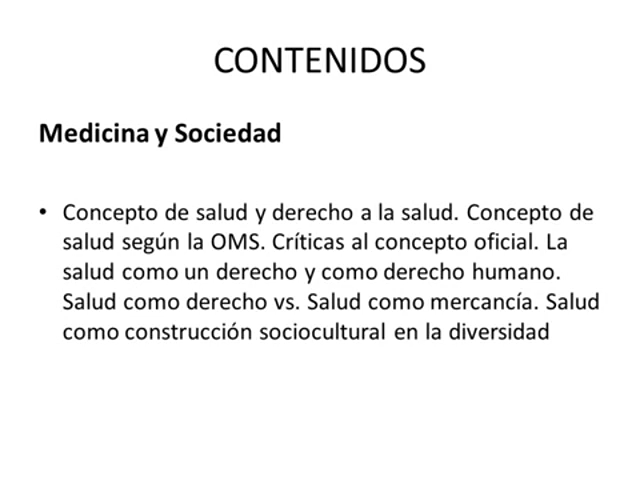 CONTENIDOS
Medicina y Sociedad
• Concepto de salud y derecho a la salud. Concepto de
salud según la OMS. Críticas al concepto oficial. La
salud como un derecho y como derecho humano.
Salud como derecho vs. Salud como mercancía. Salud
como construcción sociocultural en la diversidad